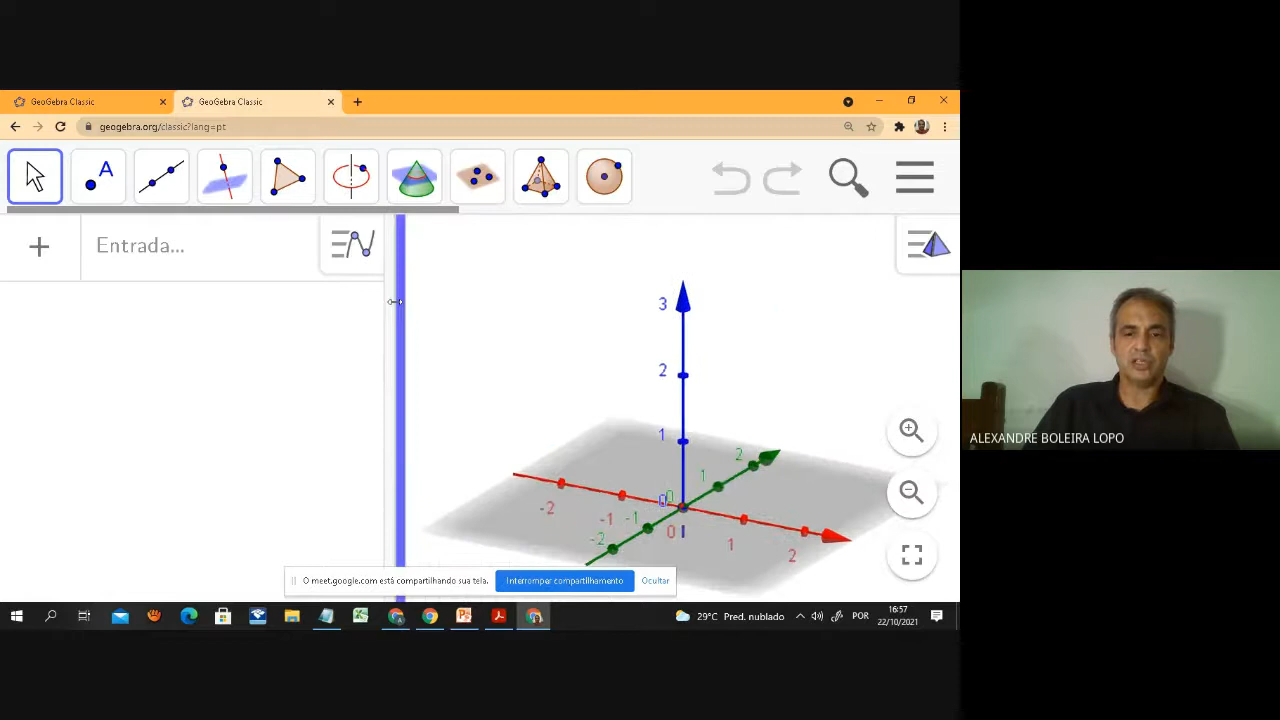 GeoGebra Classic
GeoGebra Classic
geogebra.org/classic?lang=pt
A
Entrada...
3
2
1
0
2
1
0
-1
-2
-2
-1
0
1
2
O meet.google.com está compartilhando sua tela.
Interromper compartilhamento
Ocultar
29°C Pred. nublado
POR
16:57
22/10/2021
ALEXANDRE BOLEIRA LOPO